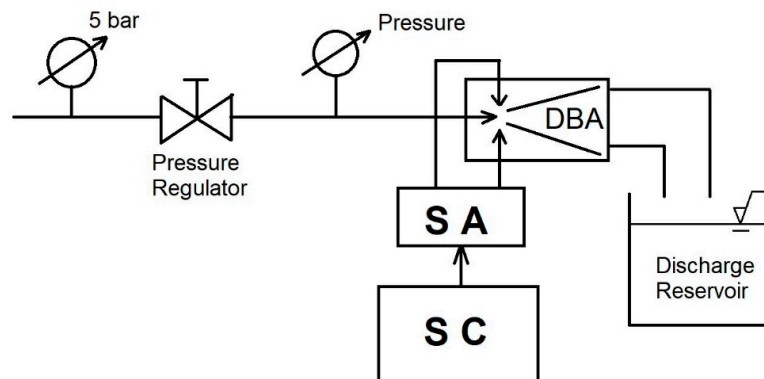 5 bar
Pressure
DBA
Pressure
Regulator
S A
Discharge
Reservoir
S C